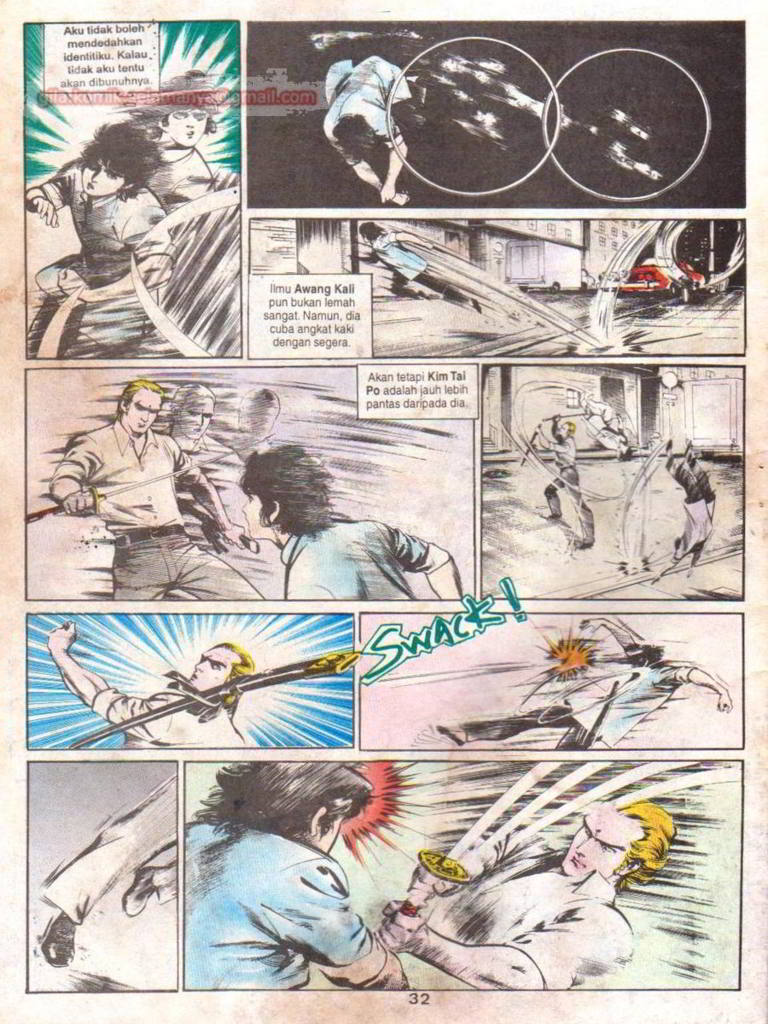 Aku tidak boleh
mendedahkan
identitiku. Kalau
tidak aku tentu
akan dibunuhnya.
Ilmu Awang Kali
pun bukan lemah
sangat. Namun, dia
cuba angkat kaki
dengan segera.
Akan tetapi Kim Tai
Po adalah jauh lebih
pantas daripada dia.
SWACK!
32